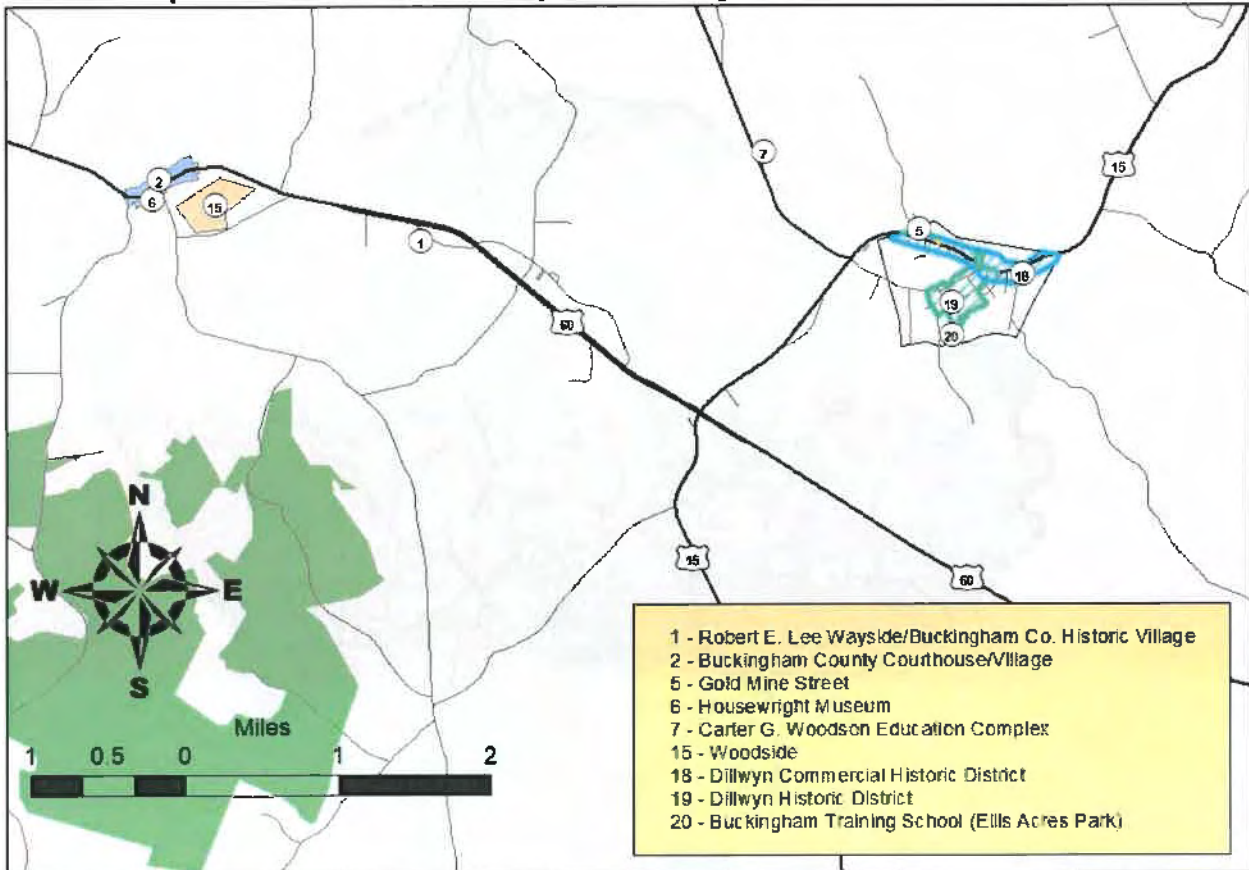 2
6
15
1
7
15
5
18
19
20
60
15
60
N
W E
S
Miles
1 0.5 0 1 2
1 - Robert E. Lee Wayside/Buckingham Co. Historic Village
2 - Buckingham County Courthouse/Village
5 - Gold Mine Street
6 - Housewright Museum
7 - Carter G. Woodson Education Complex
15 - Woodside
18 - Dillwyn Commercial Historic District
19 - Dillwyn Historic District
20 - Buckingham Training School (Ellis Acres Park)